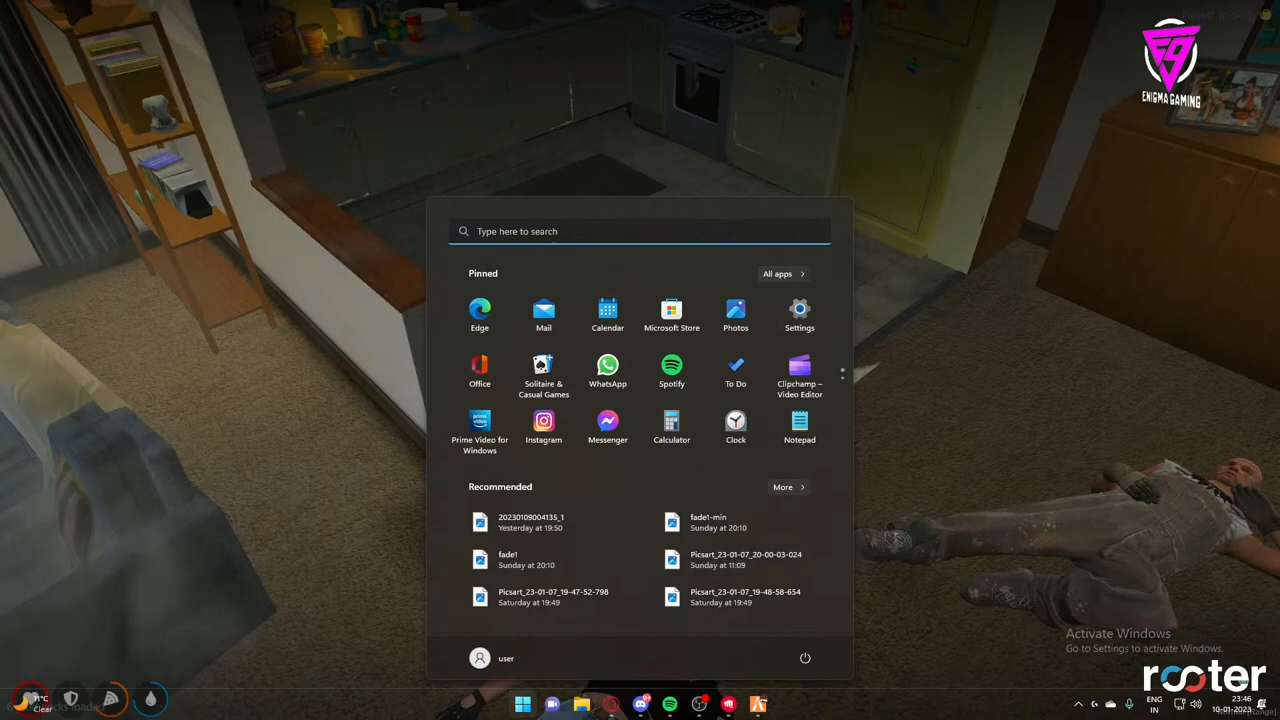 ENIGMA GAMING
Type here to search
Pinned
All apps
Edge
Mail
Calendar
Microsoft Store
Photos
Settings
Office
Solitaire &
Casual Games
WhatsApp
Spotify
To Do
Clipchamp –
Video Editor
Prime Video for
Windows
Instagram
Messenger
Calculator
Clock
Notepad
Recommended
More
20230109004135_1
Yesterday at 19:50
fade1-min
Sunday at 20:10
fade1
Sunday at 20:10
Picsart_23-01-07_20-00-03-024
Sunday at 11:09
Picsart_23-01-07_19-47-52-798
Saturday at 19:49
Picsart_23-01-07_19-48-58-654
Saturday at 19:49
user
Activate Windows
Go to Settings to activate Windows.
rooter
11°C
Clear
ENG
IN
23:46
10-01-2023